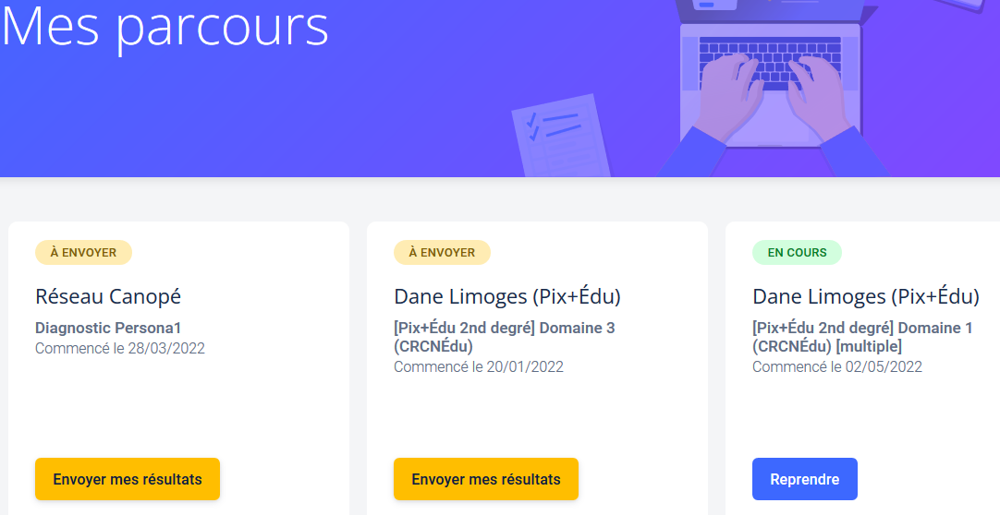 Mes parcours
À ENVOYER
Réseau Canopé
Diagnostic Persona1
Commencé le 28/03/2022
Envoyer mes résultats
À ENVOYER
Dane Limoges (Pix+Édu)
[Pix+Édu 2nd degré] Domaine 3
(CRCNÉdu)
Commencé le 20/01/2022
Envoyer mes résultats
EN COURS
Dane Limoges (Pix+Édu)
[Pix+Édu 2nd degré] Domaine 1
(CRCNÉdu) [multiple]
Commencé le 02/05/2022
Reprendre